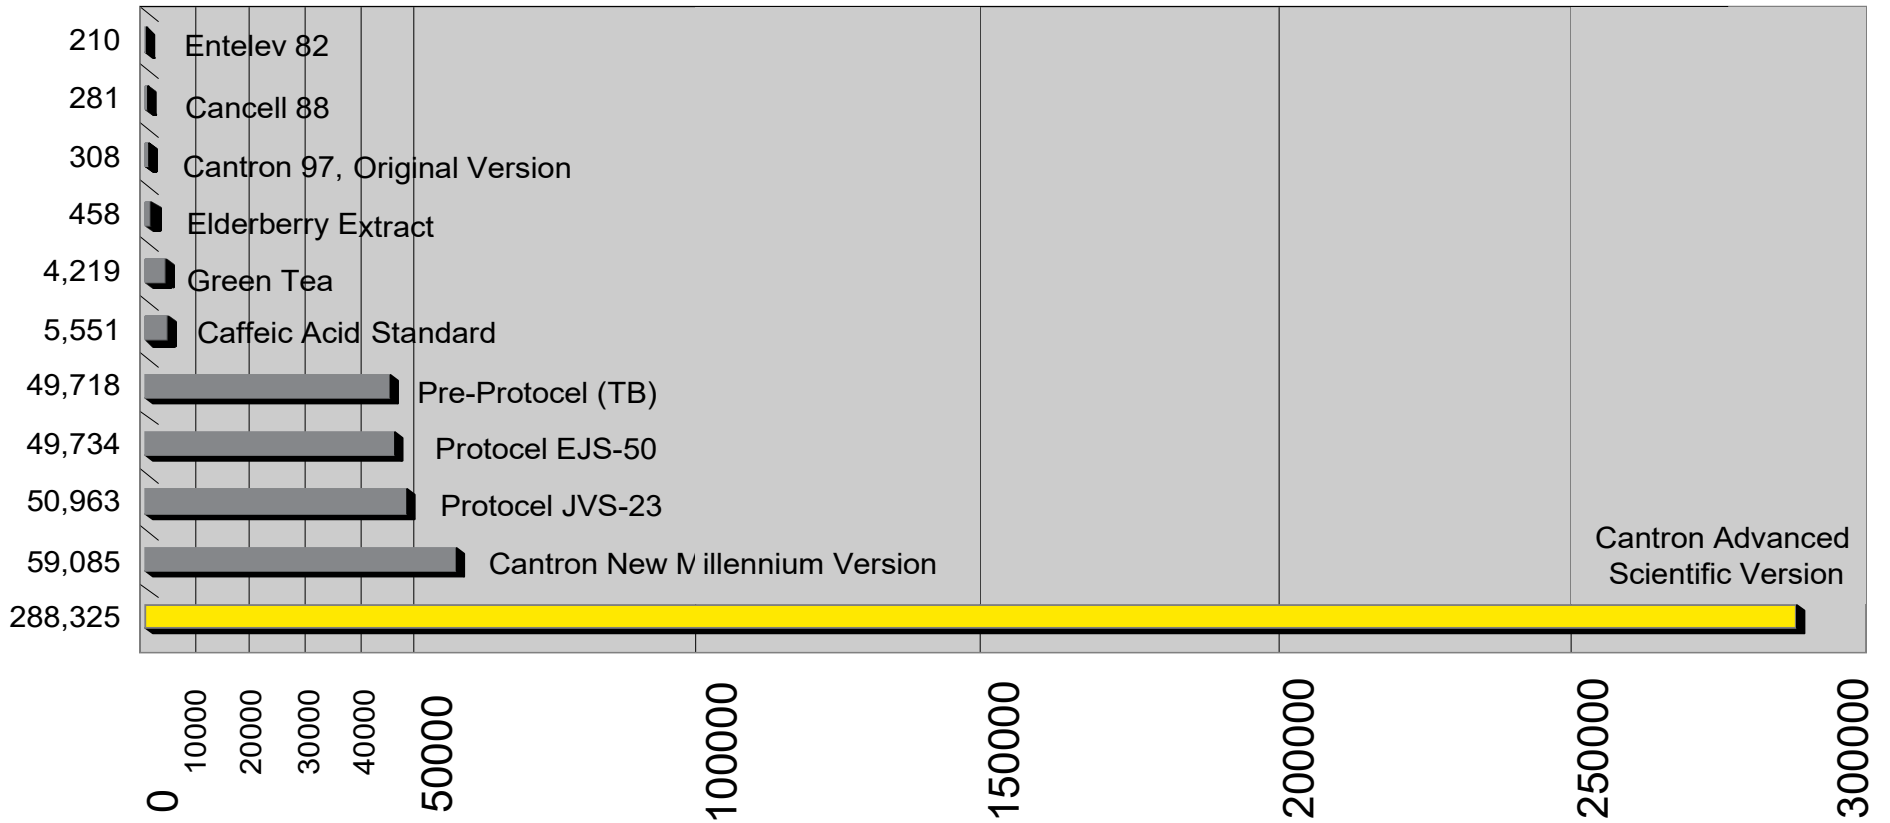 210 Entelev 82
281 Cancell 88
308 Cantron 97, Original Version
458 Elderberry Extract
4,219 Green Tea
5,551 Caffeic Acid Standard
49,718 Pre-Protocel (TB)
49,734 Protocel EJS-50
50,963 Protocel JVS-23
59,085 Cantron New Millennium Version
Cantron Advanced
Scientific Version
288,325
0 10000 20000 30000 40000 50000 100000 150000 200000 250000 300000